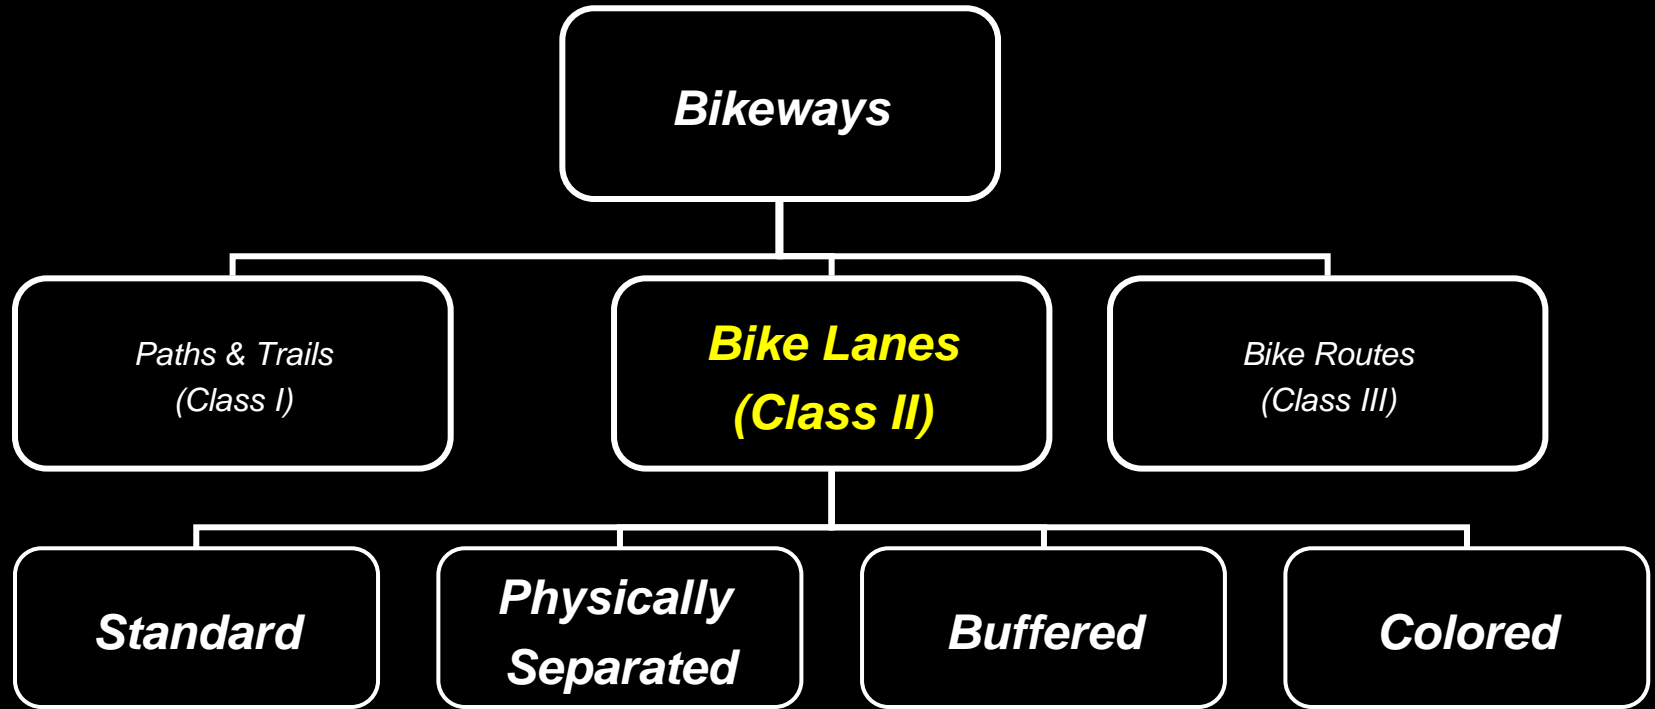 Bikeways
Paths & Trails
(Class I)
Bike Lanes
(Class II)
Bike Routes
(Class III)
Standard
Physically
Separated
Buffered
Colored